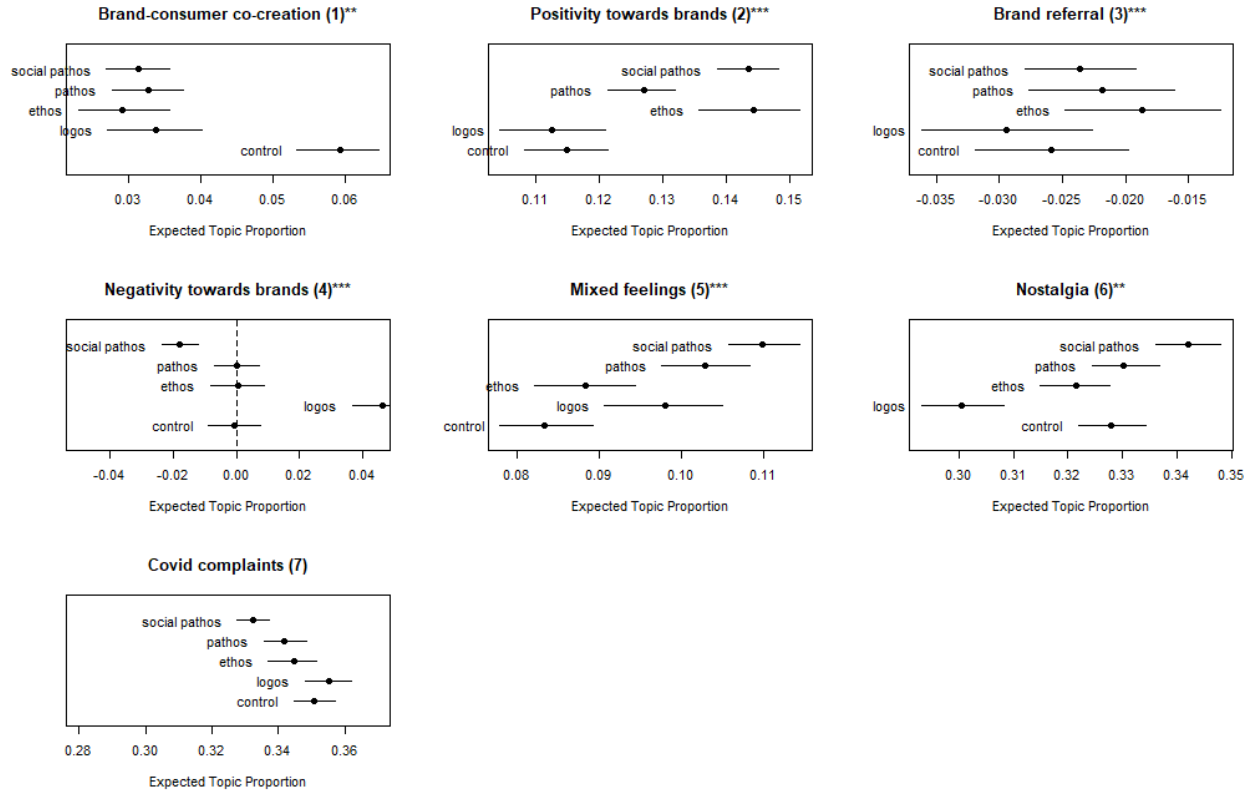 Brand-consumer co-creation (1)**
social pathos
pathos
ethos
logos
control
0.03 0.04 0.05 0.06
Expected Topic Proportion
Positivity towards brands (2)***
social pathos
pathos
ethos
logos
control
0.11 0.12 0.13 0.14 0.15
Expected Topic Proportion
Brand referral (3)***
social pathos
pathos
ethos
logos
control
-0.035 -0.030 -0.025 -0.020 -0.015
Expected Topic Proportion
Negativity towards brands (4)***
social pathos
pathos
ethos
logos
control
-0.04 -0.02 0.00 0.02 0.04
Expected Topic Proportion
Mixed feelings (5)***
social pathos
pathos
ethos
logos
control
0.08 0.09 0.10 0.11
Expected Topic Proportion
Nostalgia (6)**
social pathos
pathos
ethos
logos
control
0.30 0.31 0.32 0.33 0.34 0.35
Expected Topic Proportion
Covid complaints (7)
social pathos
pathos
ethos
logos
control
0.28 0.30 0.32 0.34 0.36
Expected Topic Proportion